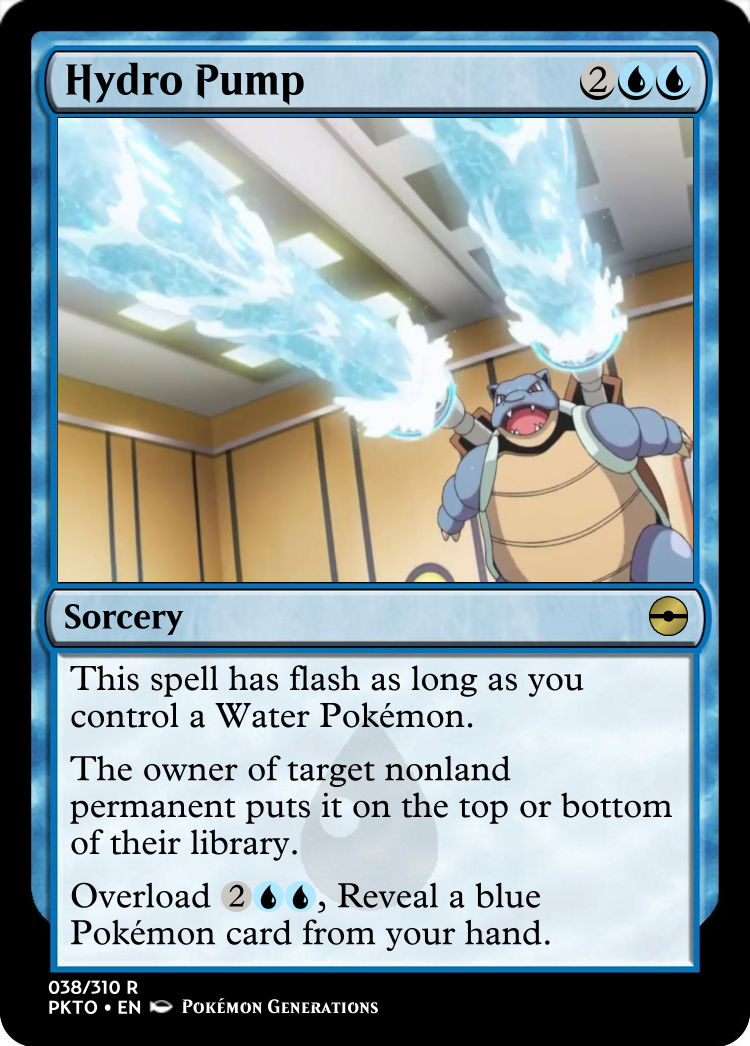 Hydro Pump 2
Sorcery
This spell has flash as long as you
control a Water Pokémon.
The owner of target nonland
permanent puts it on the top or bottom
of their library.
Overload 2, Reveal a blue
Pokémon card from your hand.
038/310 R
PKTO • EN Pokémon Generations